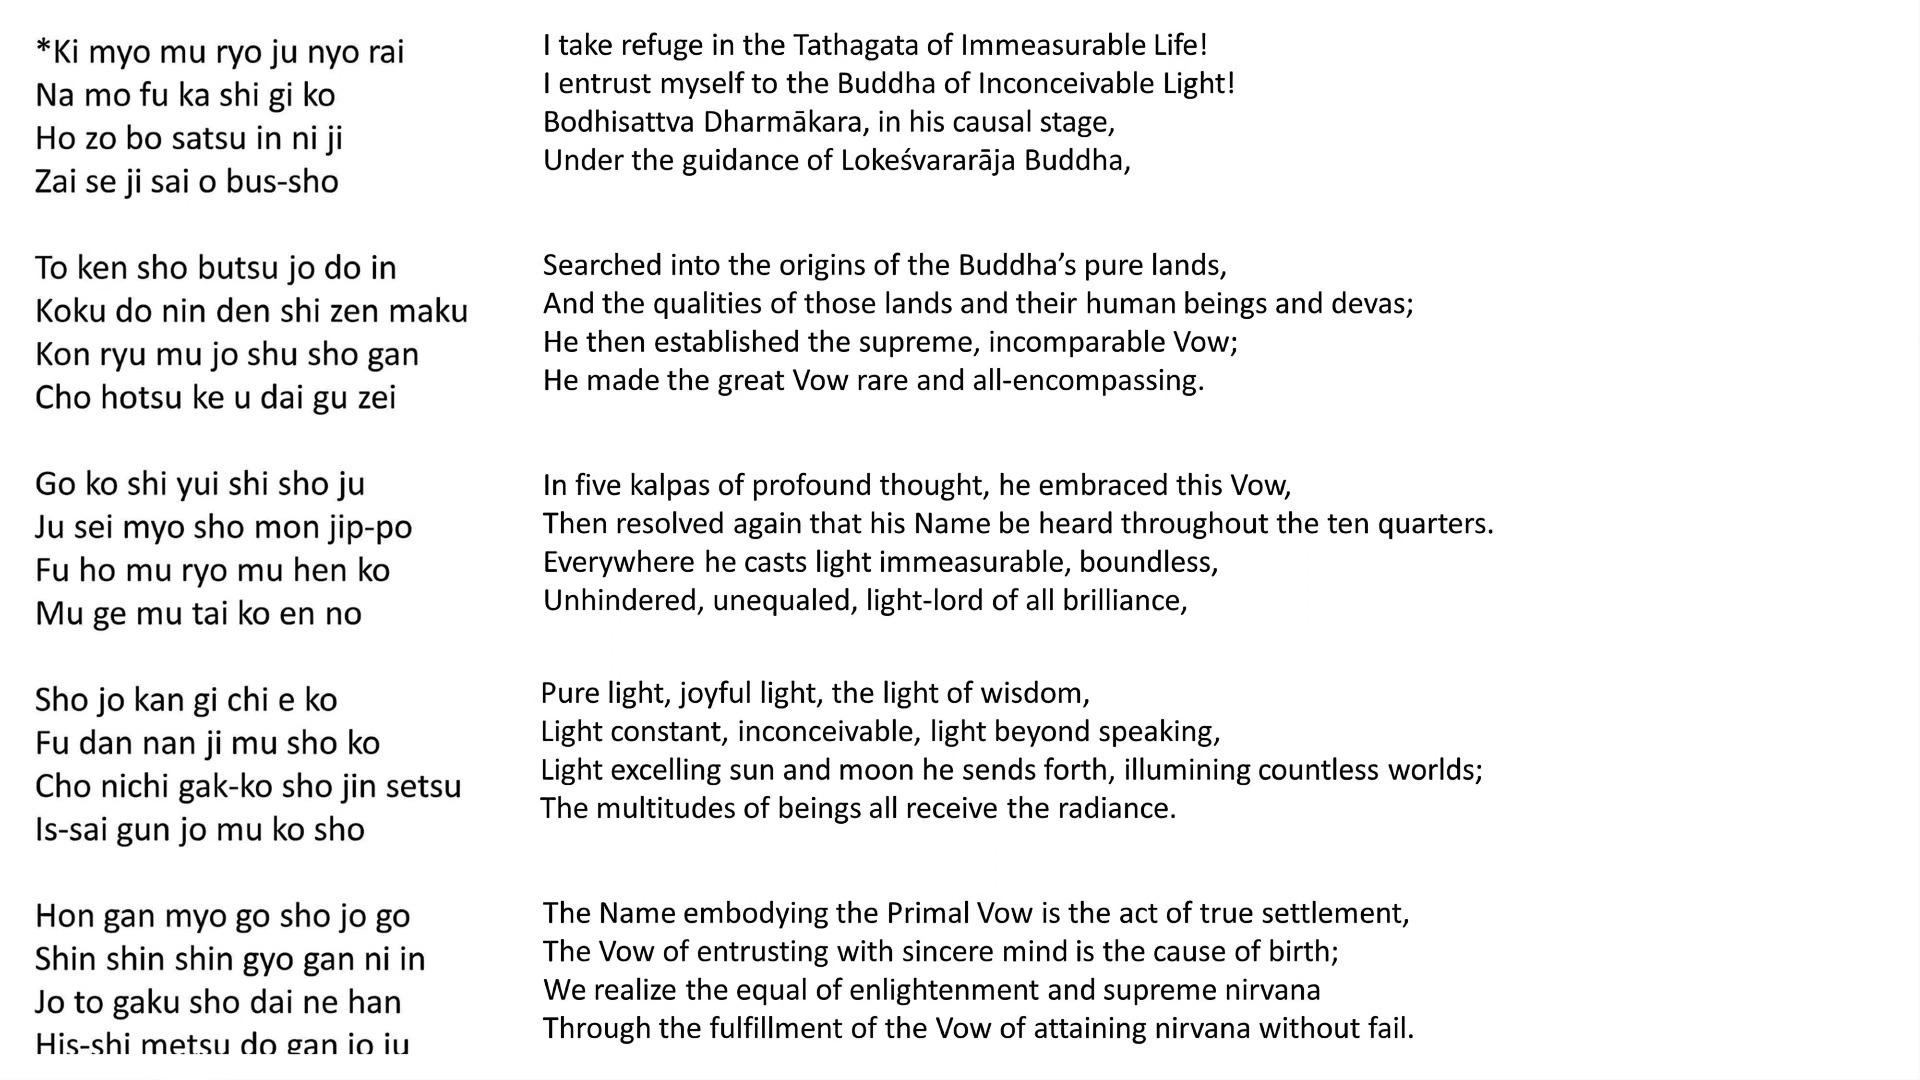 *Ki myo mu ryo ju nyo rai
Na mo fu ka shi gi ko
Ho zo bo satsu in ni ji
Zai se ji sai o bus-sho
To ken sho butsu jo do in
Koku do nin den shi zen maku
Kon ryu mu jo shu sho gan
Cho hotsu ke u dai gu zei
Go ko shi yui shi sho ju
Ju sei myo sho mon jip-po
Fu ho mu ryo mu hen ko
Mu ge mu tai ko en no
Sho jo kan gi chi e ko
Fu dan nan ji mu sho ko
Cho nichi gak-ko sho jin setsu
Is-sai gun jo mu ko sho
Hon gan myo go sho jo go
Shin shin shin gyo gan ni in
Jo to gaku sho dai ne han
His-shi metsu do gan jo ju
I take refuge in the Tathagata of Immeasurable Life!
I entrust myself to the Buddha of Inconceivable Light!
Bodhisattva Dharmākara, in his causal stage,
Under the guidance of Lokeśvararāja Buddha,
Searched into the origins of the Buddha’s pure lands,
And the qualities of those lands and their human beings and devas;
He then established the supreme, incomparable Vow;
He made the great Vow rare and all-encompassing.
In five kalpas of profound thought, he embraced this Vow,
Then resolved again that his Name be heard throughout the ten quarters.
Everywhere he casts light immeasurable, boundless,
Unhindered, unequaled, light-lord of all brilliance,
Pure light, joyful light, the light of wisdom,
Light constant, inconceivable, light beyond speaking,
Light excelling sun and moon he sends forth, illumining countless worlds;
The multitudes of beings all receive the radiance.
The Name embodying the Primal Vow is the act of true settlement,
The Vow of entrusting with sincere mind is the cause of birth;
We realize the equal of enlightenment and supreme nirvana
Through the fulfillment of the Vow of attaining nirvana without fail.